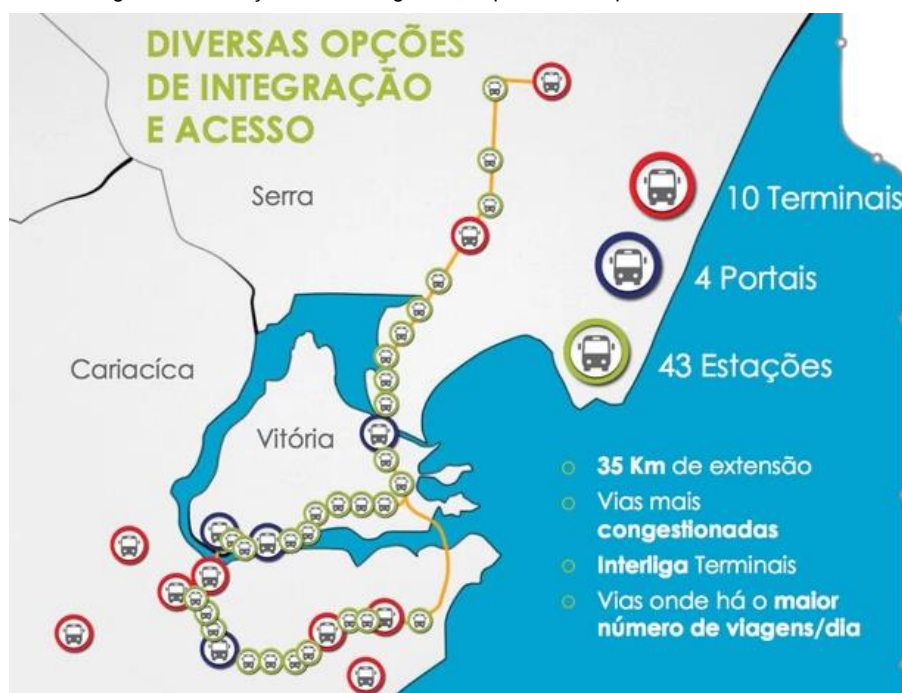 DIVERSAS OPÇÕES
DE INTEGRAÇÃO
E ACESSO
Serra
10 Terminais
4 Portais
43 Estações
Cariacíca
Vitória
35 Km de extensão
Vias mais
congestionadas
Interliga Terminais
Vias onde há o maior
número de viagens/dia